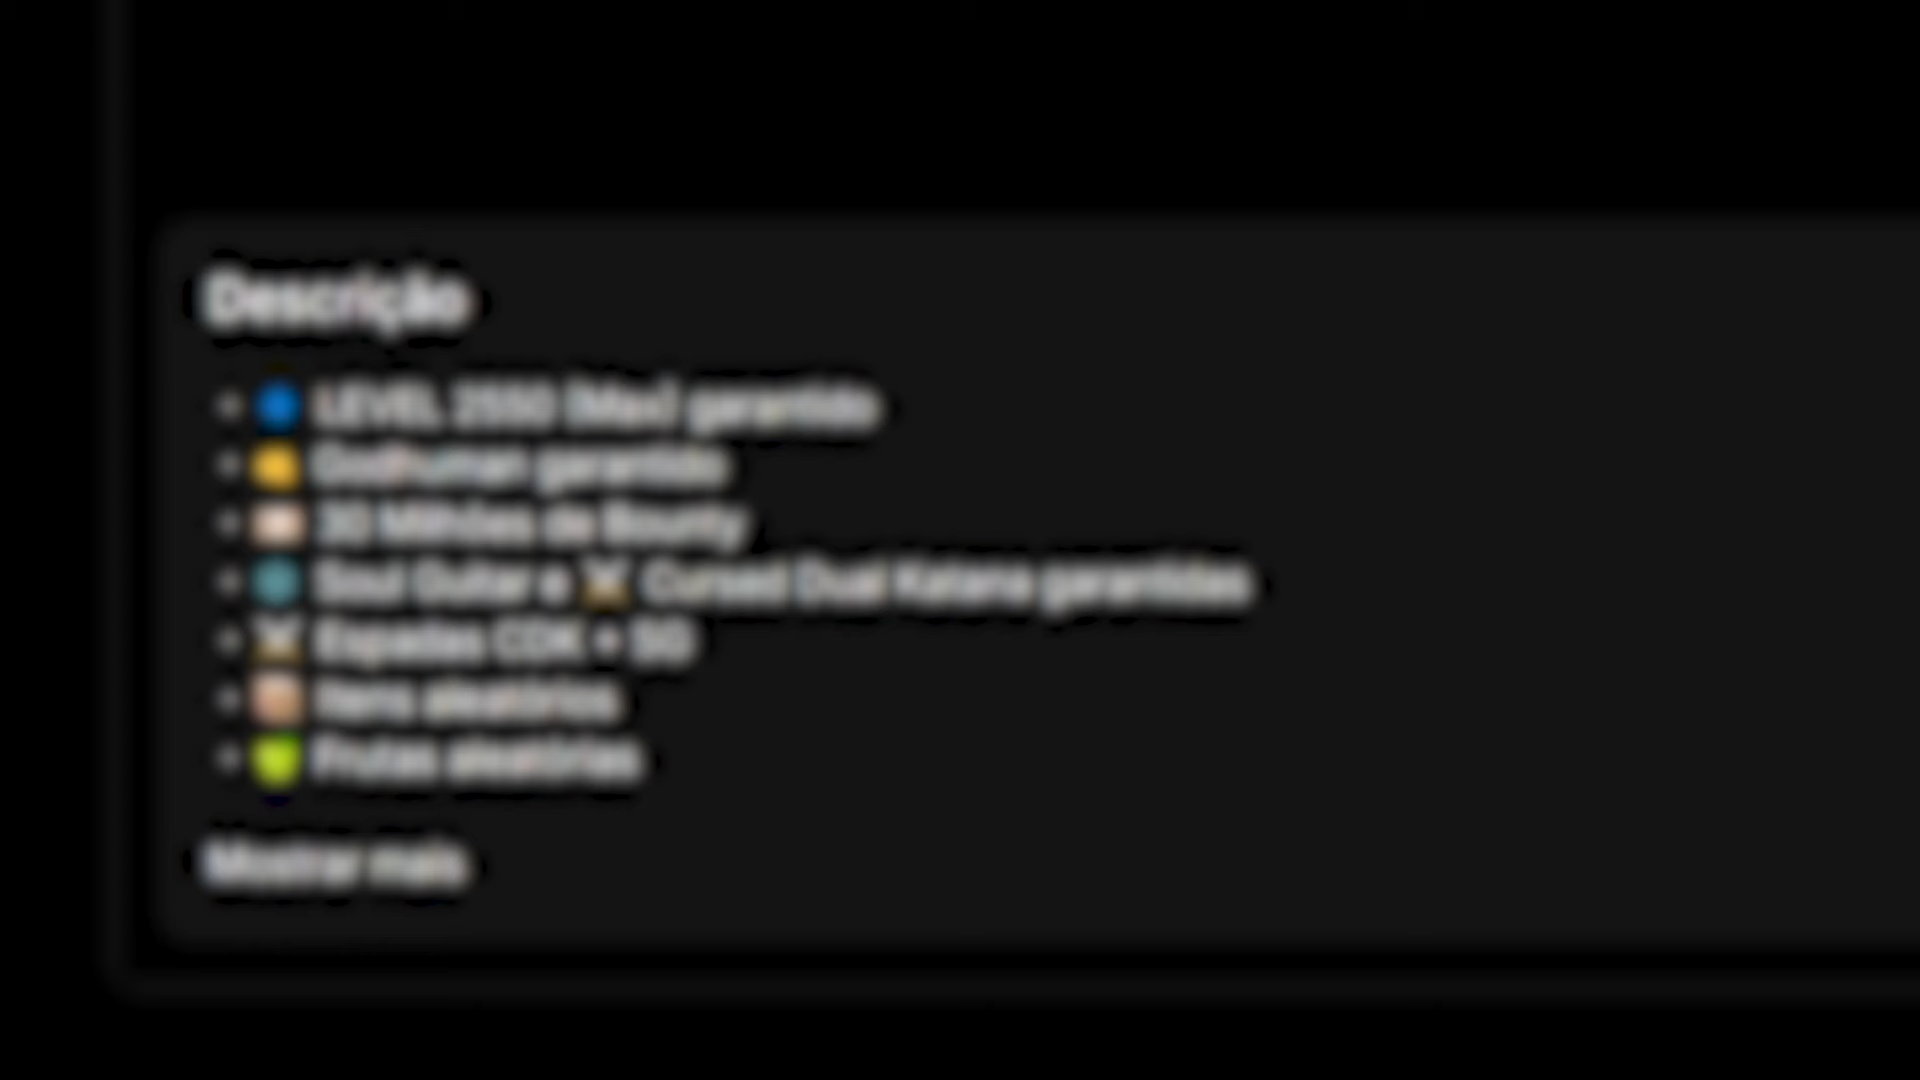 Descrição
• 🔵 LEVEL 2550 (Max) garantido
• 👊 Godhuman garantido
• 30 Milhões de Bounty
• Soul Guitar e ⚔️ Cursed Dual Katana garantidas
• ⚔️ Espadas CDK + SG
• Itens aleatórios
• 🍏 Frutas aleatórias
Mostrar mais